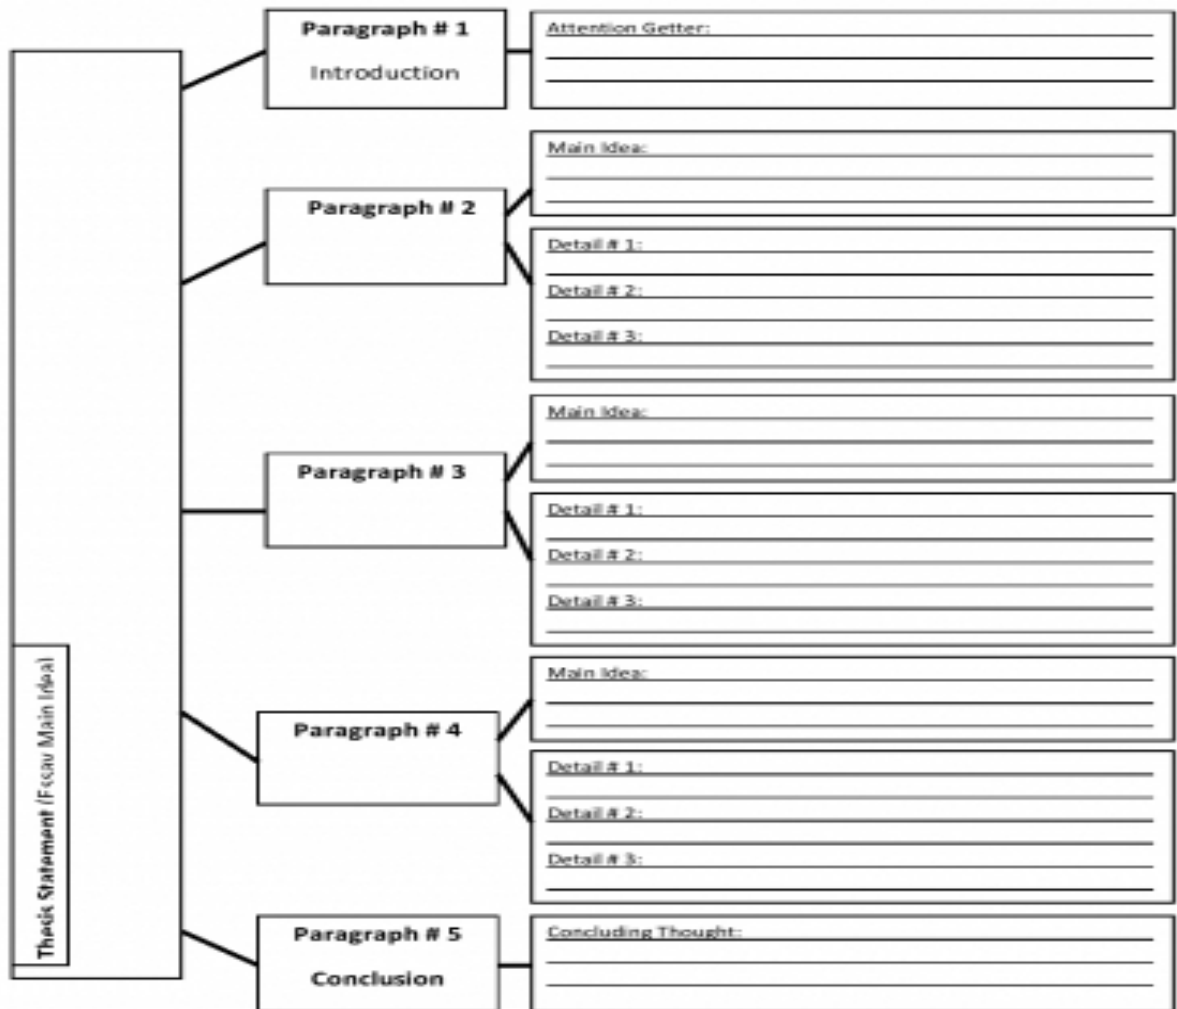 Thesis Statement (Essay Main Idea)
Paragraph # 1
Introduction
Attention Getter:
Paragraph # 2
Main Idea:
Detail # 1:
Detail # 2:
Detail # 3:
Paragraph # 3
Main Idea:
Detail # 1:
Detail # 2:
Detail # 3:
Paragraph # 4
Main Idea:
Detail # 1:
Detail # 2:
Detail # 3:
Paragraph # 5
Conclusion
Concluding Thought: